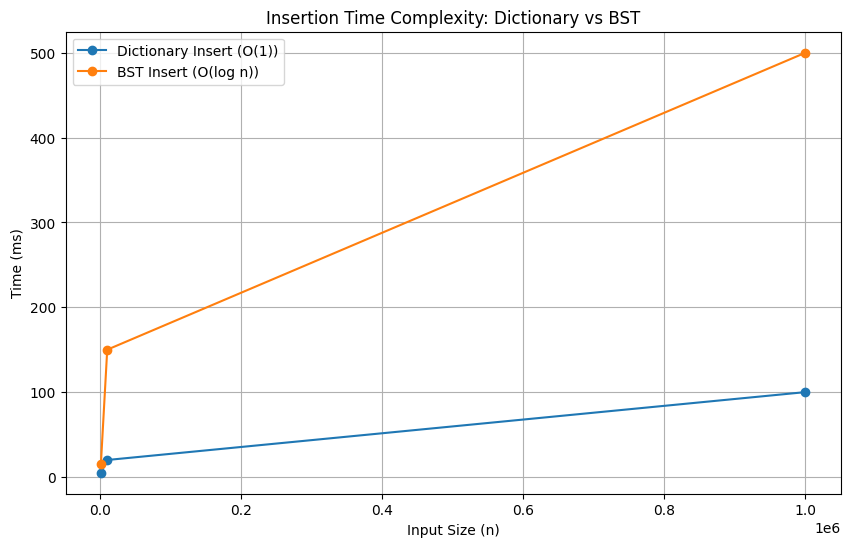 Insertion Time Complexity: Dictionary vs BST
Dictionary Insert (O(1))
BST Insert (O(log n))
Time (ms)
500
400
300
200
100
0
0.0 0.2 0.4 0.6 0.8 1.0
1e6
Input Size (n)